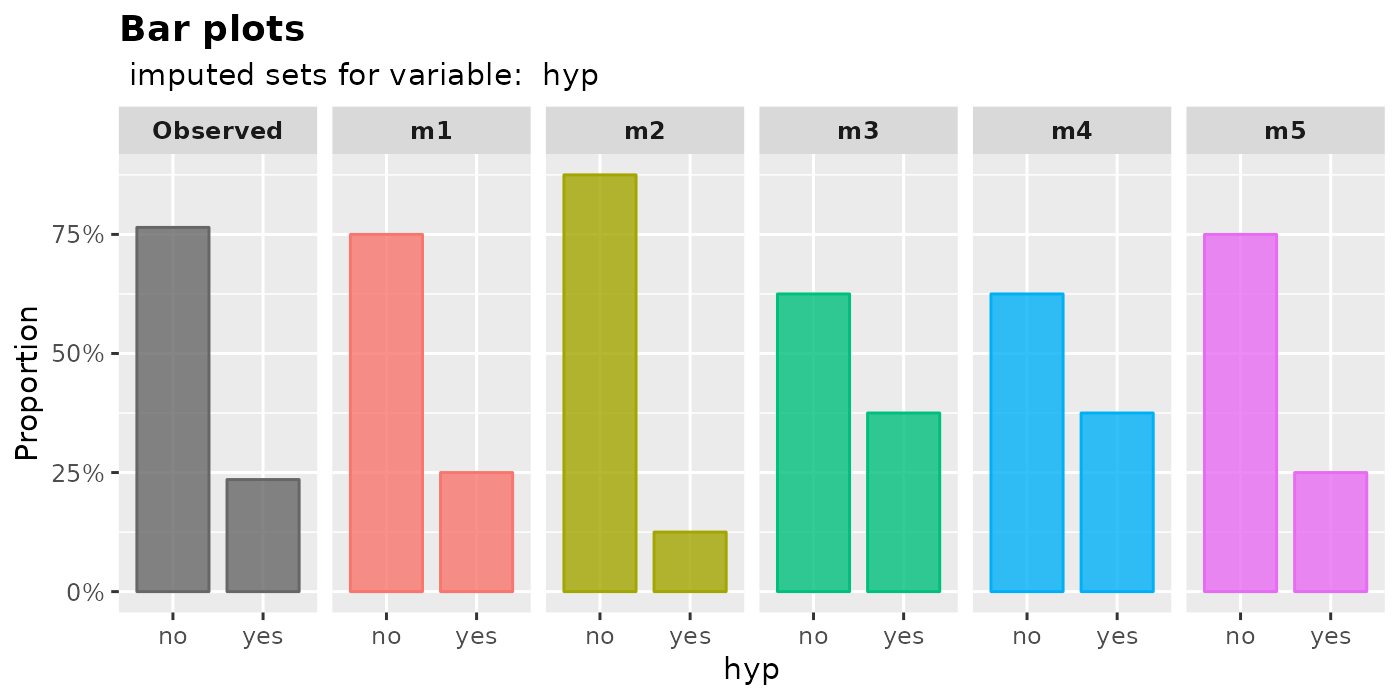 Bar plots
imputed sets for variable:  hyp
Observed m1 m2 m3 m4 m5
75%
50%
25%
0%
Proportion
no yes no yes no yes no yes no yes no yes
hyp